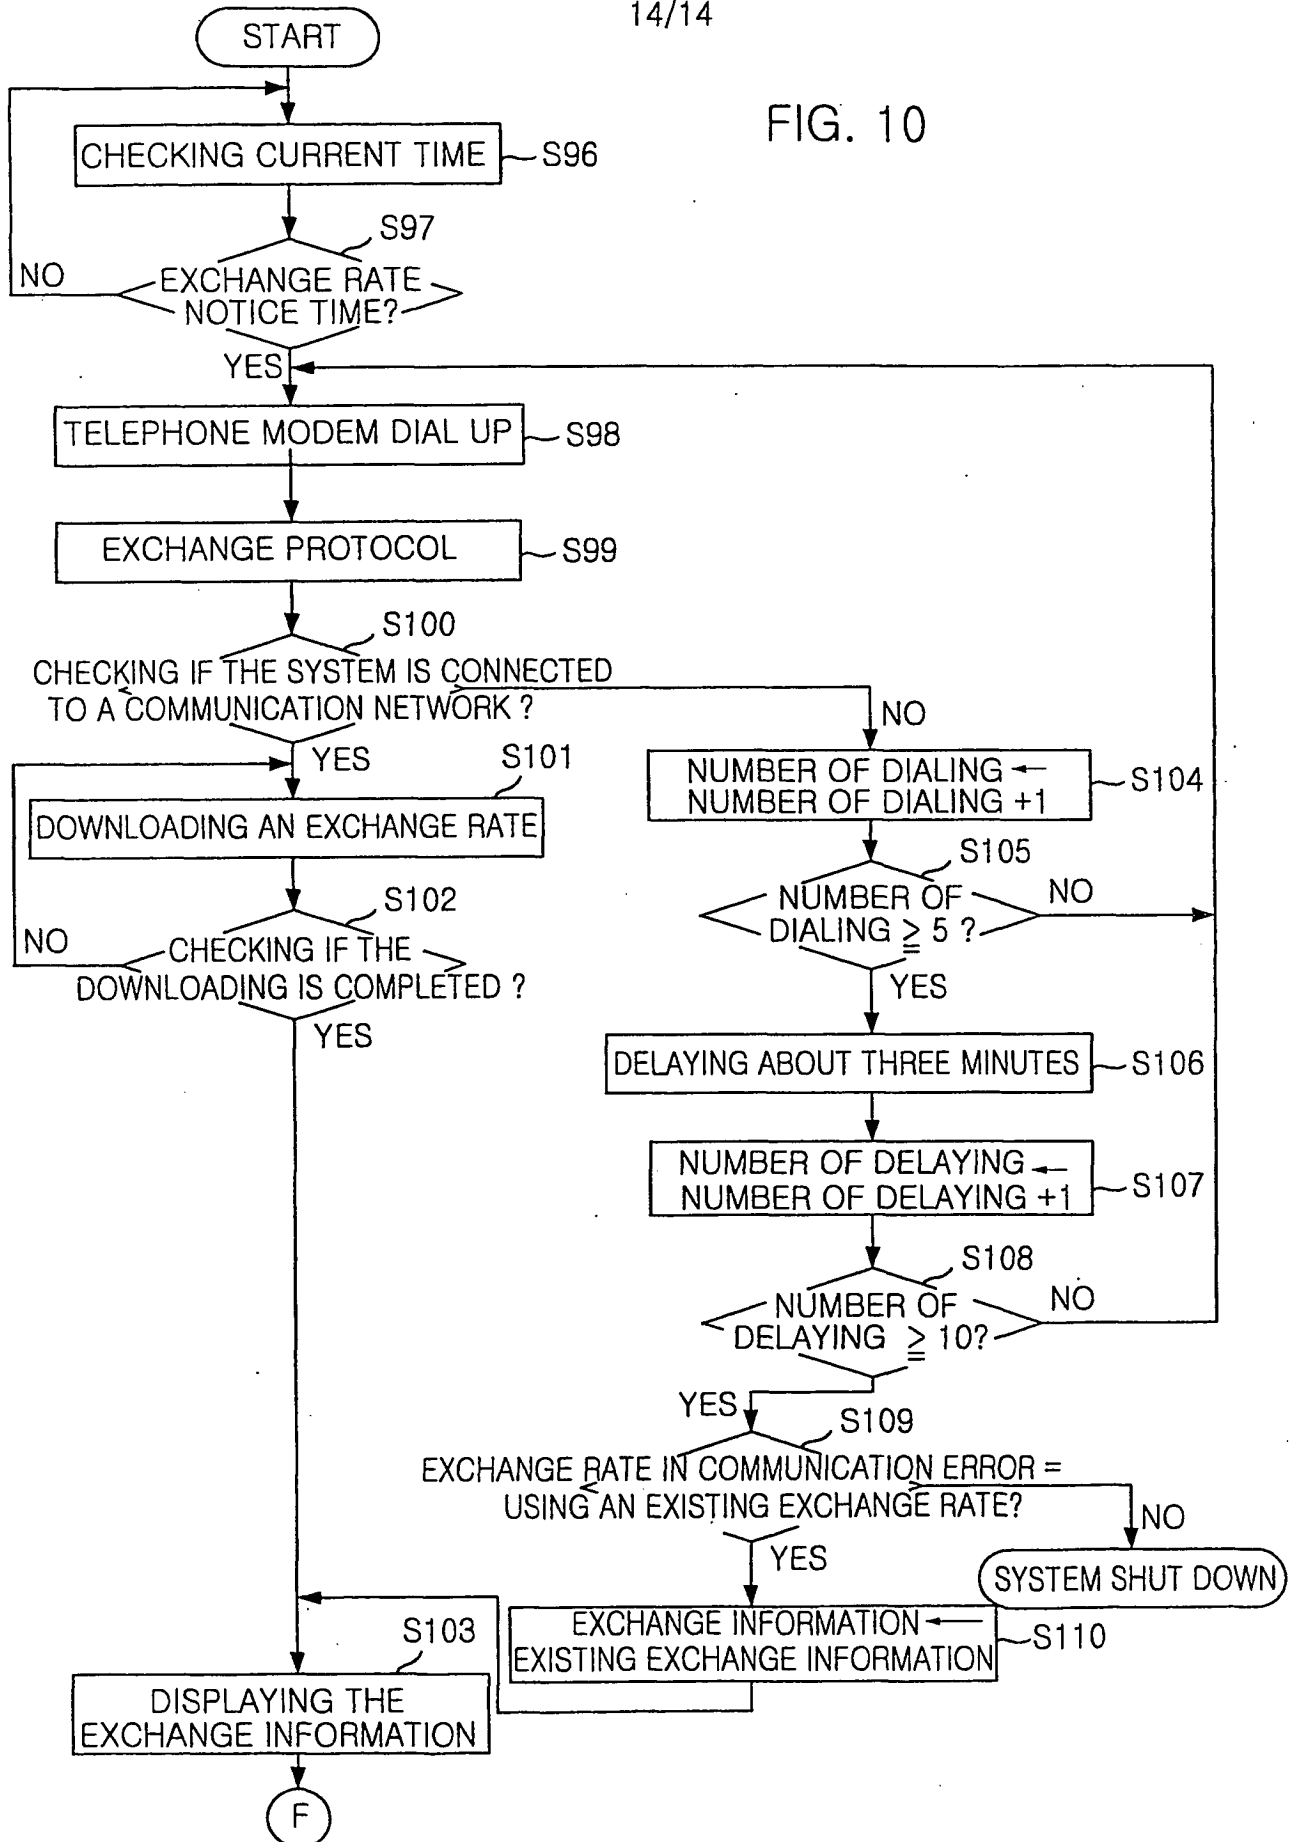 14/14
FIG. 10
START
CHECKING CURRENT TIME
S96
S97
EXCHANGE RATE
NOTICE TIME?
NO
YES
TELEPHONE MODEM DIAL UP
S98
EXCHANGE PROTOCOL
S99
S100
CHECKING IF THE SYSTEM IS CONNECTED
TO A COMMUNICATION NETWORK ?
NO
YES
S101
DOWNLOADING AN EXCHANGE RATE
S102
CHECKING IF THE
DOWNLOADING IS COMPLETED ?
NO
YES
NUMBER OF DIALING ←
NUMBER OF DIALING +1
S104
S105
NUMBER OF
DIALING ≧ 5 ?
NO
YES
DELAYING ABOUT THREE MINUTES
S106
NUMBER OF DELAYING ←
NUMBER OF DELAYING +1
S107
S108
NUMBER OF
DELAYING ≧ 10?
NO
YES
S109
EXCHANGE RATE IN COMMUNICATION ERROR =
USING AN EXISTING EXCHANGE RATE?
NO
YES
SYSTEM SHUT DOWN
EXCHANGE INFORMATION ←
EXISTING EXCHANGE INFORMATION
S110
S103
DISPLAYING THE
EXCHANGE INFORMATION
F